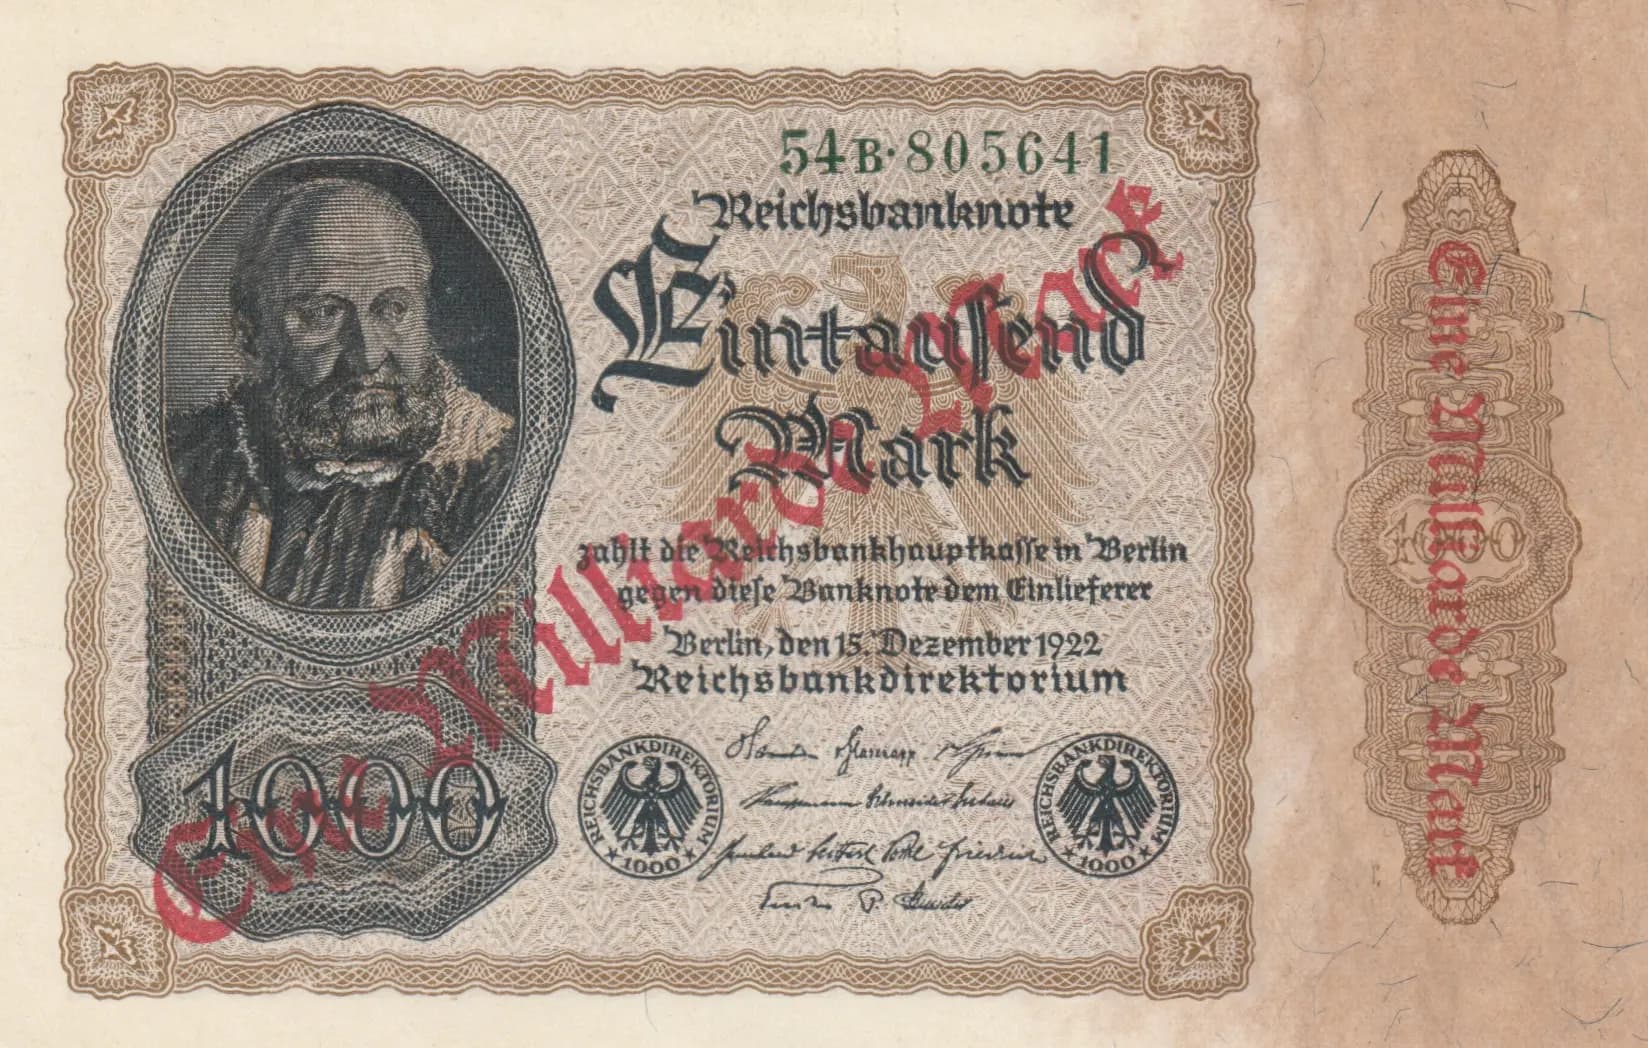 54B·805641
Reichsbanknote
Eintausend
Mark
zahlt die Reichsbankhauptkasse in Berlin
gegen diese Banknote dem Einlieferer
Berlin, den 15. Dezember 1922
Reichsbankdirektorium
Eine Milliarde Mark
1000
REICHSBANKDIREKTORIUM
★1000★
REICHSBANKDIREKTORIUM
★1000★
Eine Milliarde Mark
1000